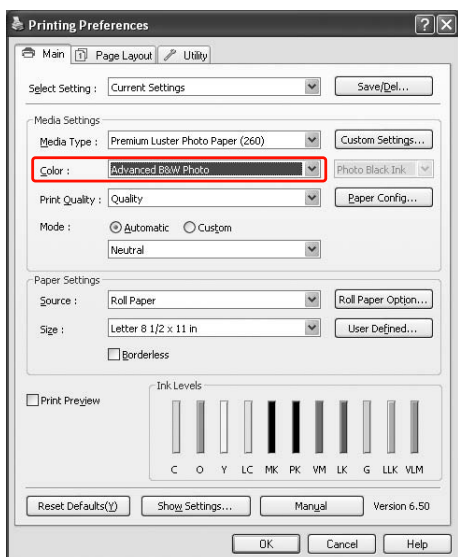 Printing Preferences
Main Page Layout Utility
Select Setting : Current Settings Save/Del...
Media Settings
Media Type : Premium Luster Photo Paper (260) Custom Settings...
Color : Advanced B&W Photo Photo Black Ink
Print Quality : Quality Paper Config...
Mode : Automatic Custom
Neutral
Paper Settings
Source : Roll Paper Roll Paper Option...
Size : Letter 8 1/2 x 11 in User Defined...
Borderless
Print Preview Ink Levels
C O Y LC MK PK VM LK G LLK VLM
Reset Defaults(Y) Show Settings... Manual Version 6.50
OK Cancel Help